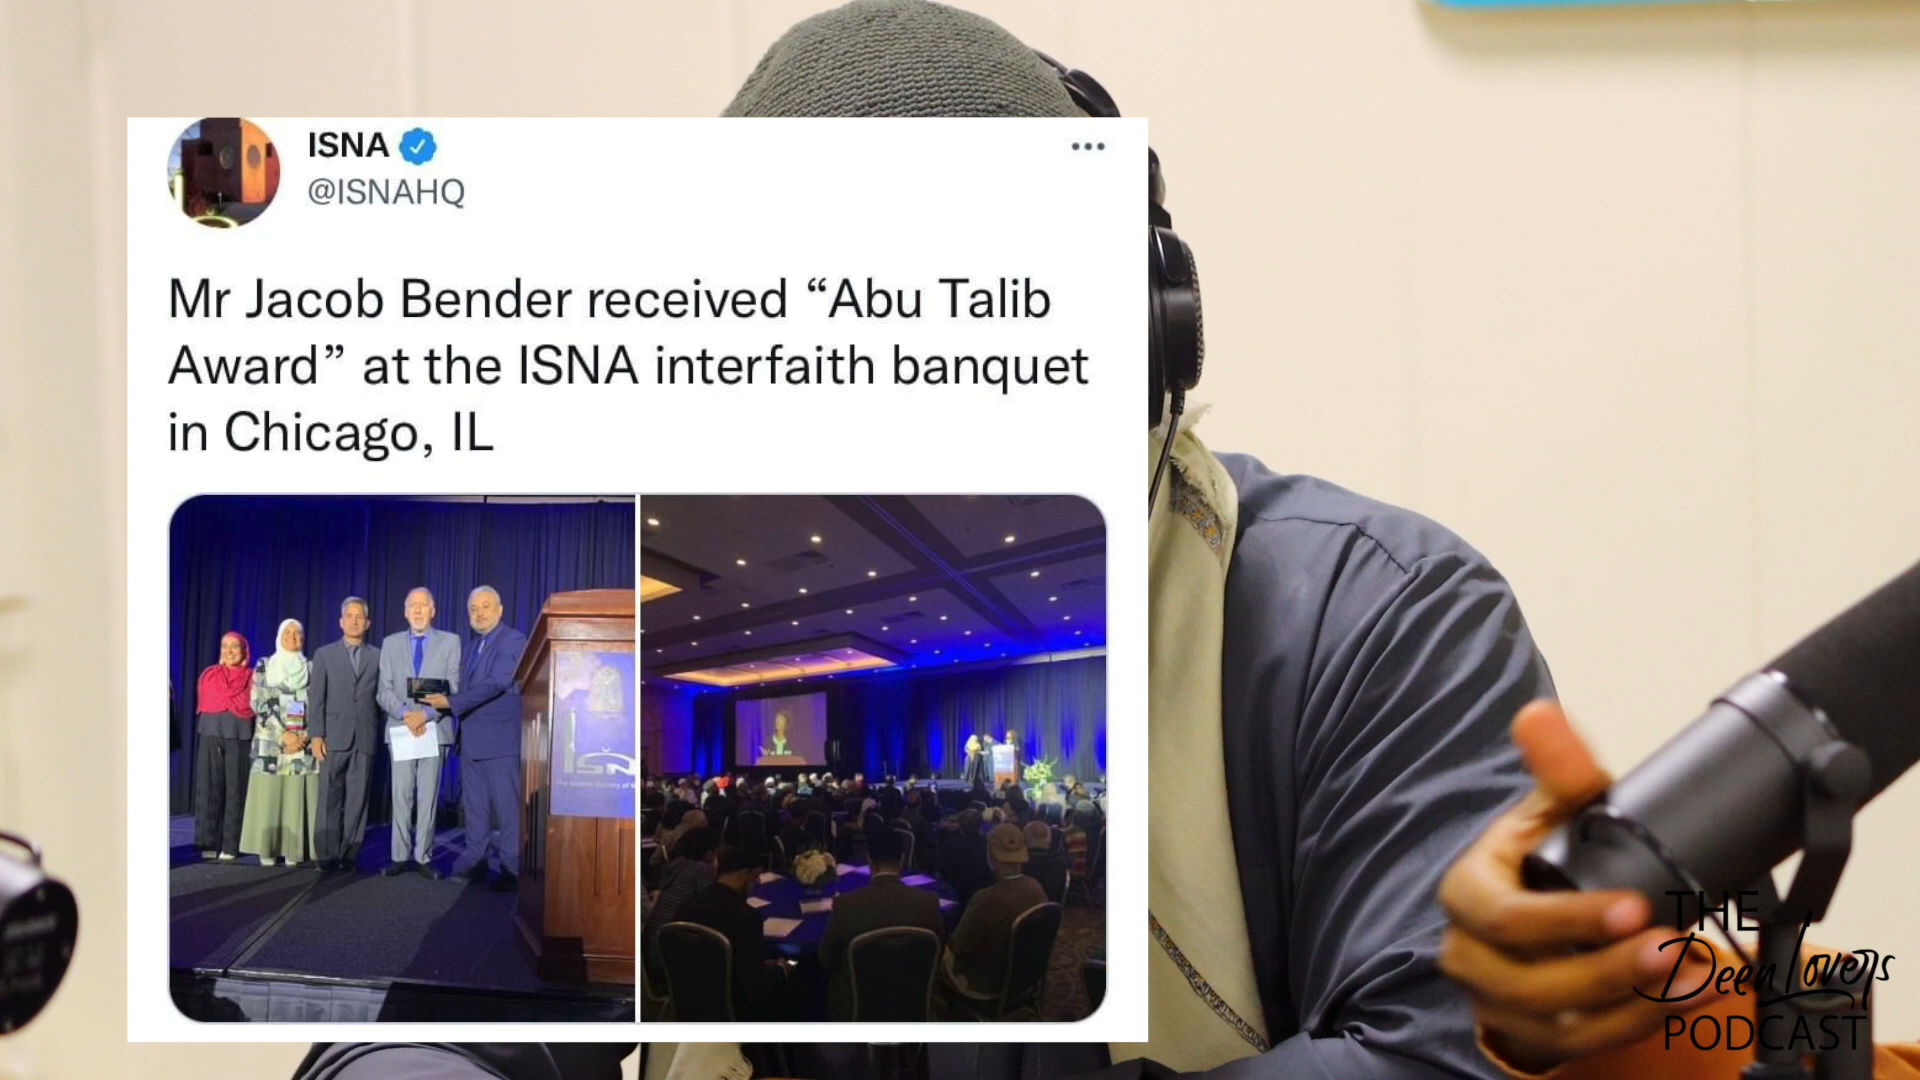 ISNA
@ISNAHQ
Mr Jacob Bender received “Abu Talib
Award” at the ISNA interfaith banquet
in Chicago, IL
THE
Deen Lovers
PODCAST